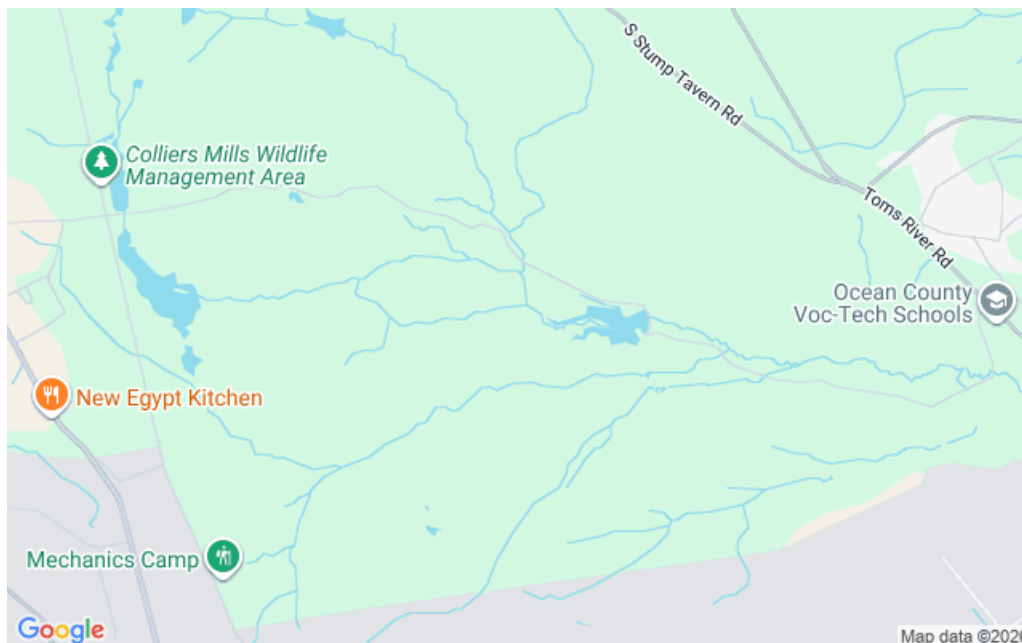 S Stump Tavern Rd
Colliers Mills Wildlife
Management Area
Toms River Rd
Ocean County
Voc-Tech Schools
New Egypt Kitchen
Mechanics Camp
Google
Map data